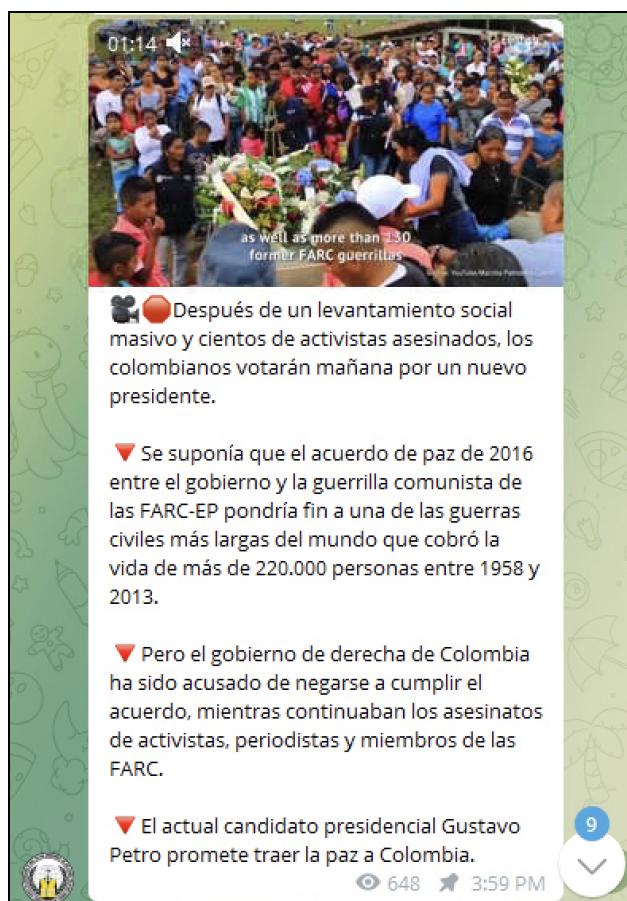 01:14
as well as more than 130
former FARC guerrillas
Después de un levantamiento social
masivo y cientos de activistas asesinados, los
colombianos votarán mañana por un nuevo
presidente.
Se suponía que el acuerdo de paz de 2016
entre el gobierno y la guerrilla comunista de
las FARC-EP pondría fin a una de las guerras
civiles más largas del mundo que cobró la
vida de más de 220.000 personas entre 1958 y
2013.
Pero el gobierno de derecha de Colombia
ha sido acusado de negarse a cumplir el
acuerdo, mientras continuaban los asesinatos
de activistas, periodistas y miembros de las
FARC.
El actual candidato presidencial Gustavo
Petro promete traer la paz a Colombia.
9
648 3:59 PM